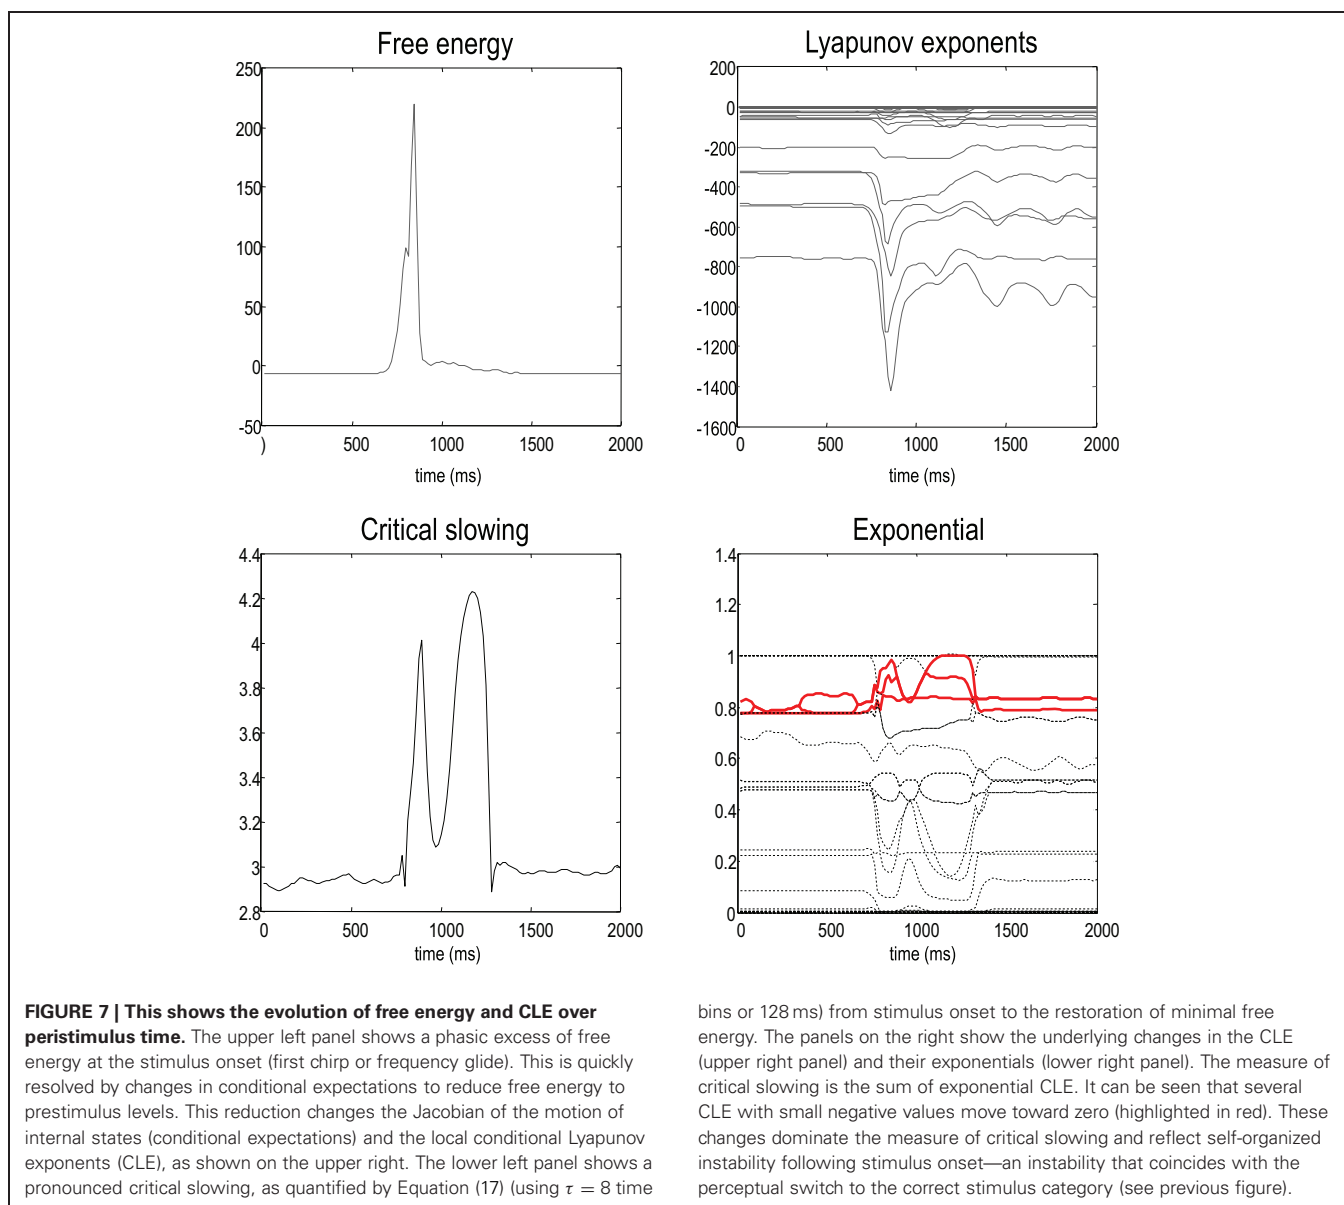 Free energy
250
200
150
100
50
0
-50
)
500
1000
1500
2000
time (ms)
Lyapunov exponents
200
0
-200
-400
-600
-800
-1000
-1200
-1400
-1600
0
500
1000
1500
2000
time (ms)
Critical slowing
4.4
4.2
4
3.8
3.6
3.4
3.2
3
2.8
0
500
1000
1500
2000
time (ms)
Exponential
1.4
1.2
1
0.8
0.6
0.4
0.2
0
0
500
1000
1500
2000
time (ms)
FIGURE 7 | This shows the evolution of free energy and CLE over
peristimulus time. The upper left panel shows a phasic excess of free
energy at the stimulus onset (first chirp or frequency glide). This is quickly
resolved by changes in conditional expectations to reduce free energy to
prestimulus levels. This reduction changes the Jacobian of the motion of
internal states (conditional expectations) and the local conditional Lyapunov
exponents (CLE), as shown on the upper right. The lower left panel shows a
pronounced critical slowing, as quantified by Equation (17) (using τ = 8 time
bins or 128 ms) from stimulus onset to the restoration of minimal free
energy. The panels on the right show the underlying changes in the CLE
(upper right panel) and their exponentials (lower right panel). The measure of
critical slowing is the sum of exponential CLE. It can be seen that several
CLE with small negative values move toward zero (highlighted in red). These
changes dominate the measure of critical slowing and reflect self-organized
instability following stimulus onset—an instability that coincides with the
perceptual switch to the correct stimulus category (see previous figure).